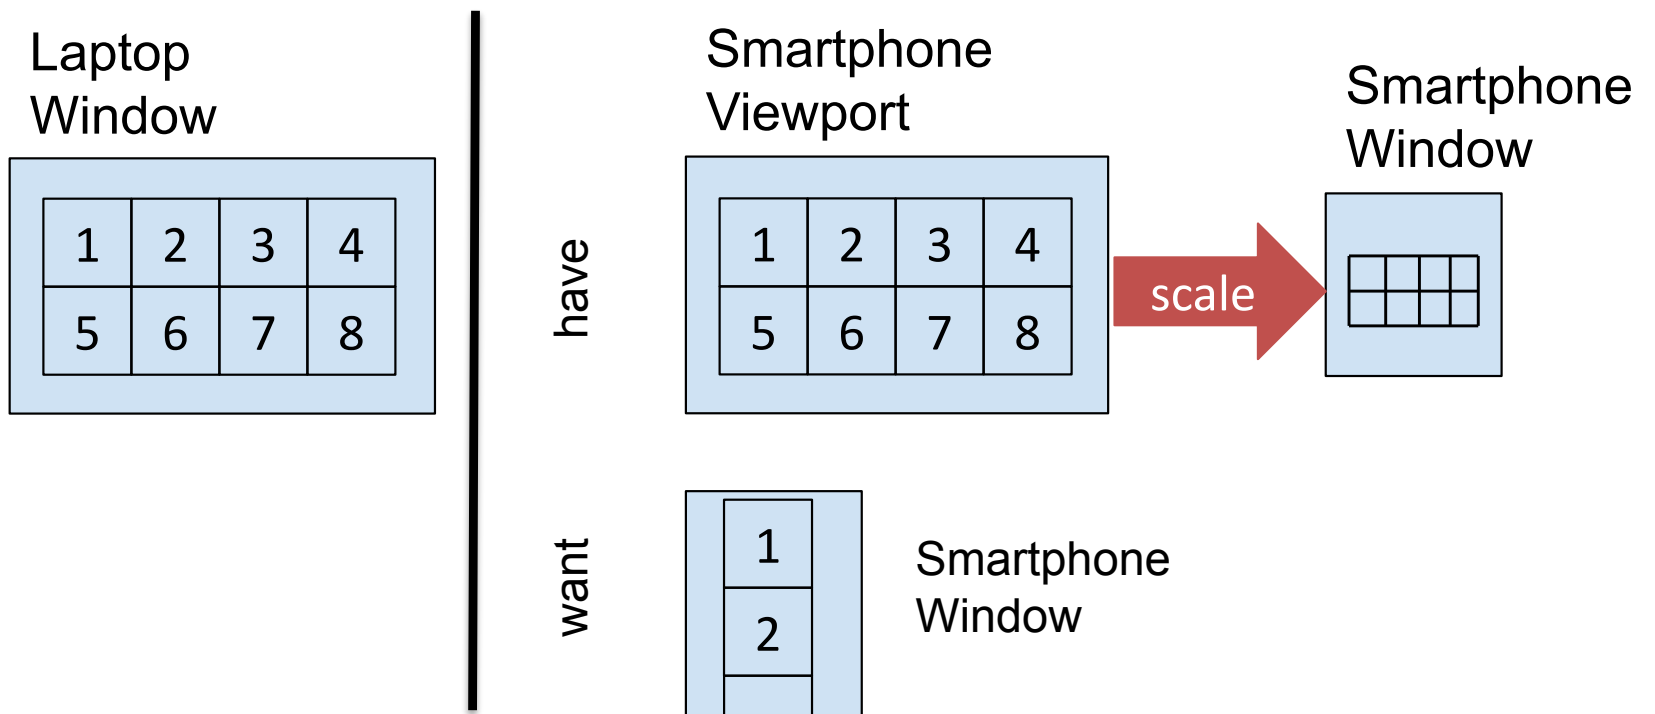 Laptop
Window
1 2 3 4
5 6 7 8
have
Smartphone
Viewport
1 2 3 4
5 6 7 8
scale
Smartphone
Window
want
1
2
Smartphone
Window